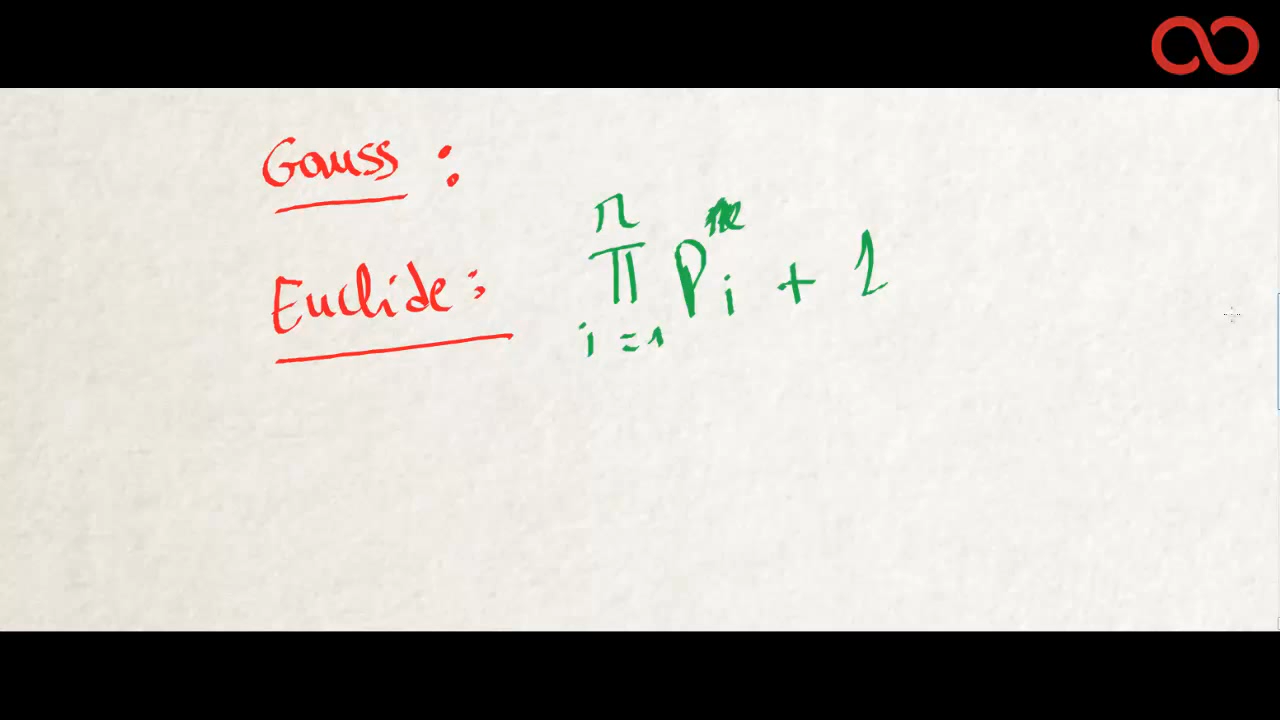 Gauss :
Euclide : n ∏ i=1 Pi + 1